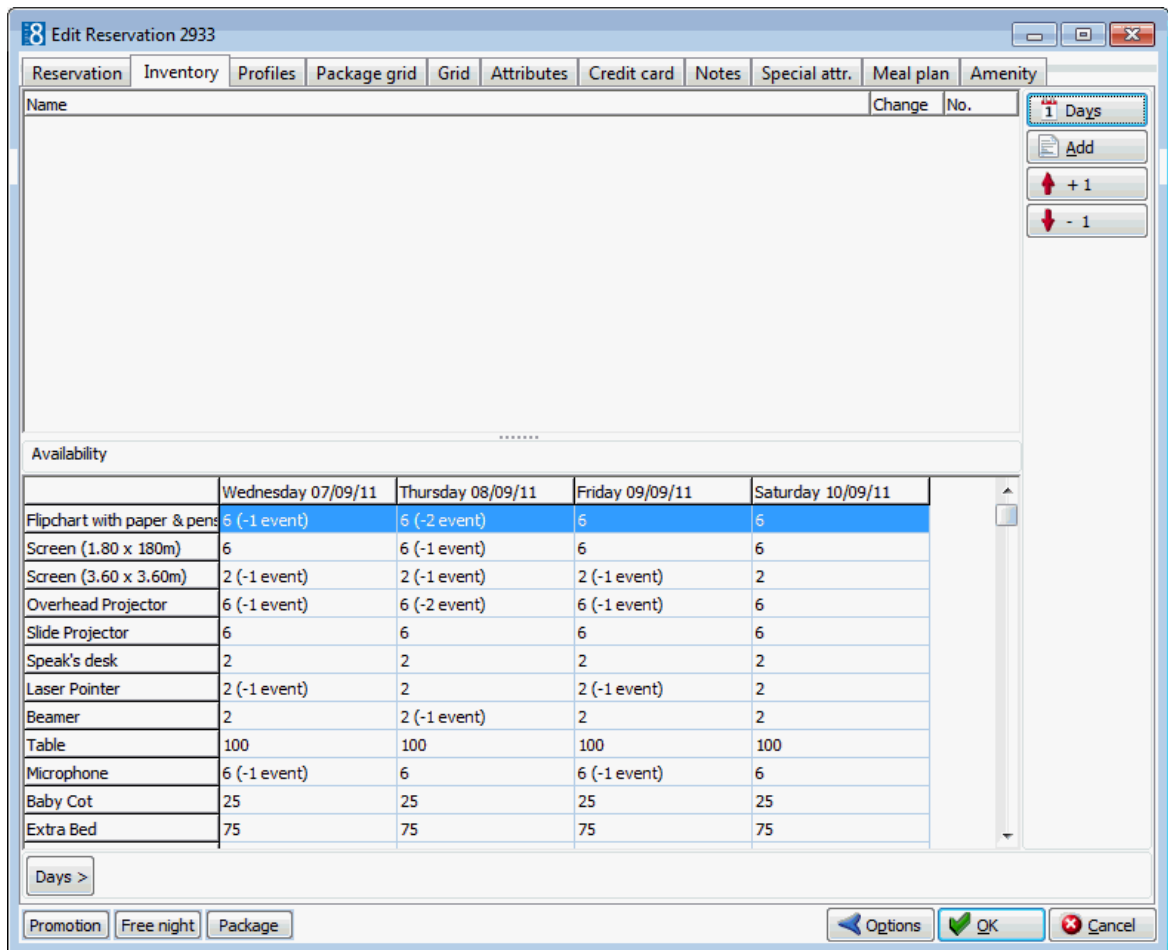 8 Edit Reservation 2933
Reservation Inventory Profiles Package grid Grid Attributes Credit card Notes Special attr. Meal plan Amenity
Name Change No.
1 Days
Add
+ 1
- 1
Availability
Wednesday 07/09/11 Thursday 08/09/11 Friday 09/09/11 Saturday 10/09/11
Flipchart with paper & pens 6 (-1 event) 6 (-2 event) 6 6
Screen (1.80 x 180m) 6 6 (-1 event) 6 6
Screen (3.60 x 3.60m) 2 (-1 event) 2 (-1 event) 2 (-1 event) 2
Overhead Projector 6 (-1 event) 6 (-2 event) 6 (-1 event) 6
Slide Projector 6 6 6 6
Speak's desk 2 2 2 2
Laser Pointer 2 (-1 event) 2 2 (-1 event) 2
Beamer 2 2 (-1 event) 2 2
Table 100 100 100 100
Microphone 6 (-1 event) 6 6 (-1 event) 6
Baby Cot 25 25 25 25
Extra Bed 75 75 75 75
Days >
Promotion Free night Package Options OK Cancel